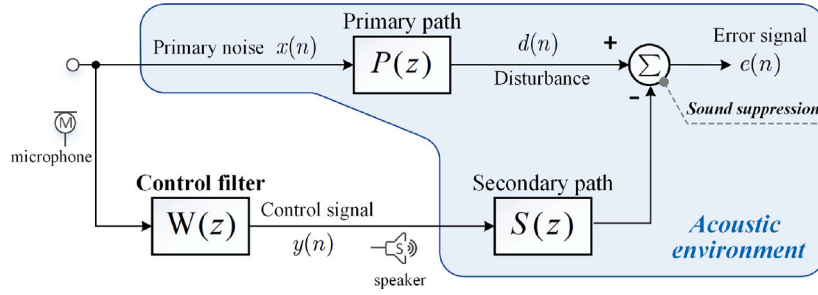 Primary path
Primary noise x(n)
P(z)
d(n)
Disturbance
+
Σ
-
Error signal
e(n)
Sound suppression
M
microphone
Control filter
W(z)
Control signal
y(n)
S
speaker
Secondary path
S(z)
Acoustic
environment